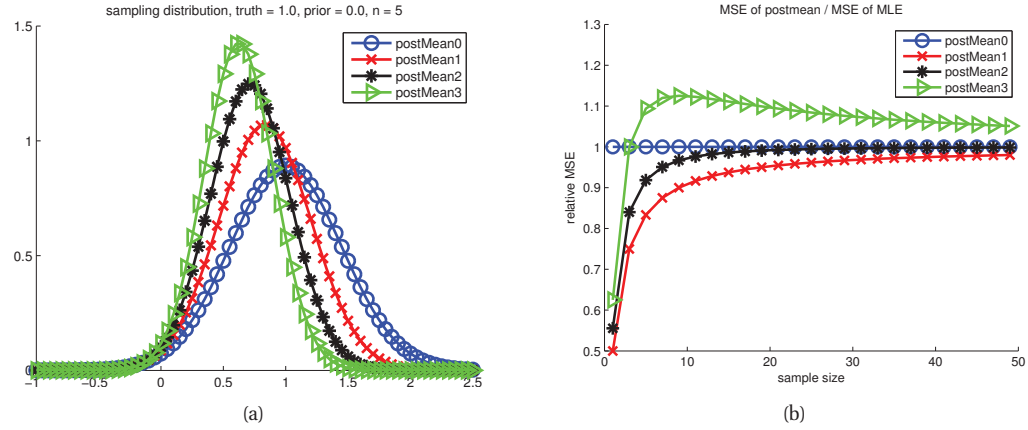 sampling distribution, truth = 1.0, prior = 0.0, n = 5
1.5
1
0.5
0
−1
−0.5
0
0.5
1
1.5
2
2.5
postMean0
postMean1
postMean2
postMean3
(a)
MSE of postmean / MSE of MLE
relative MSE
1.3
1.2
1.1
1
0.9
0.8
0.7
0.6
0.5
0
10
20
30
40
50
sample size
postMean0
postMean1
postMean2
postMean3
(b)